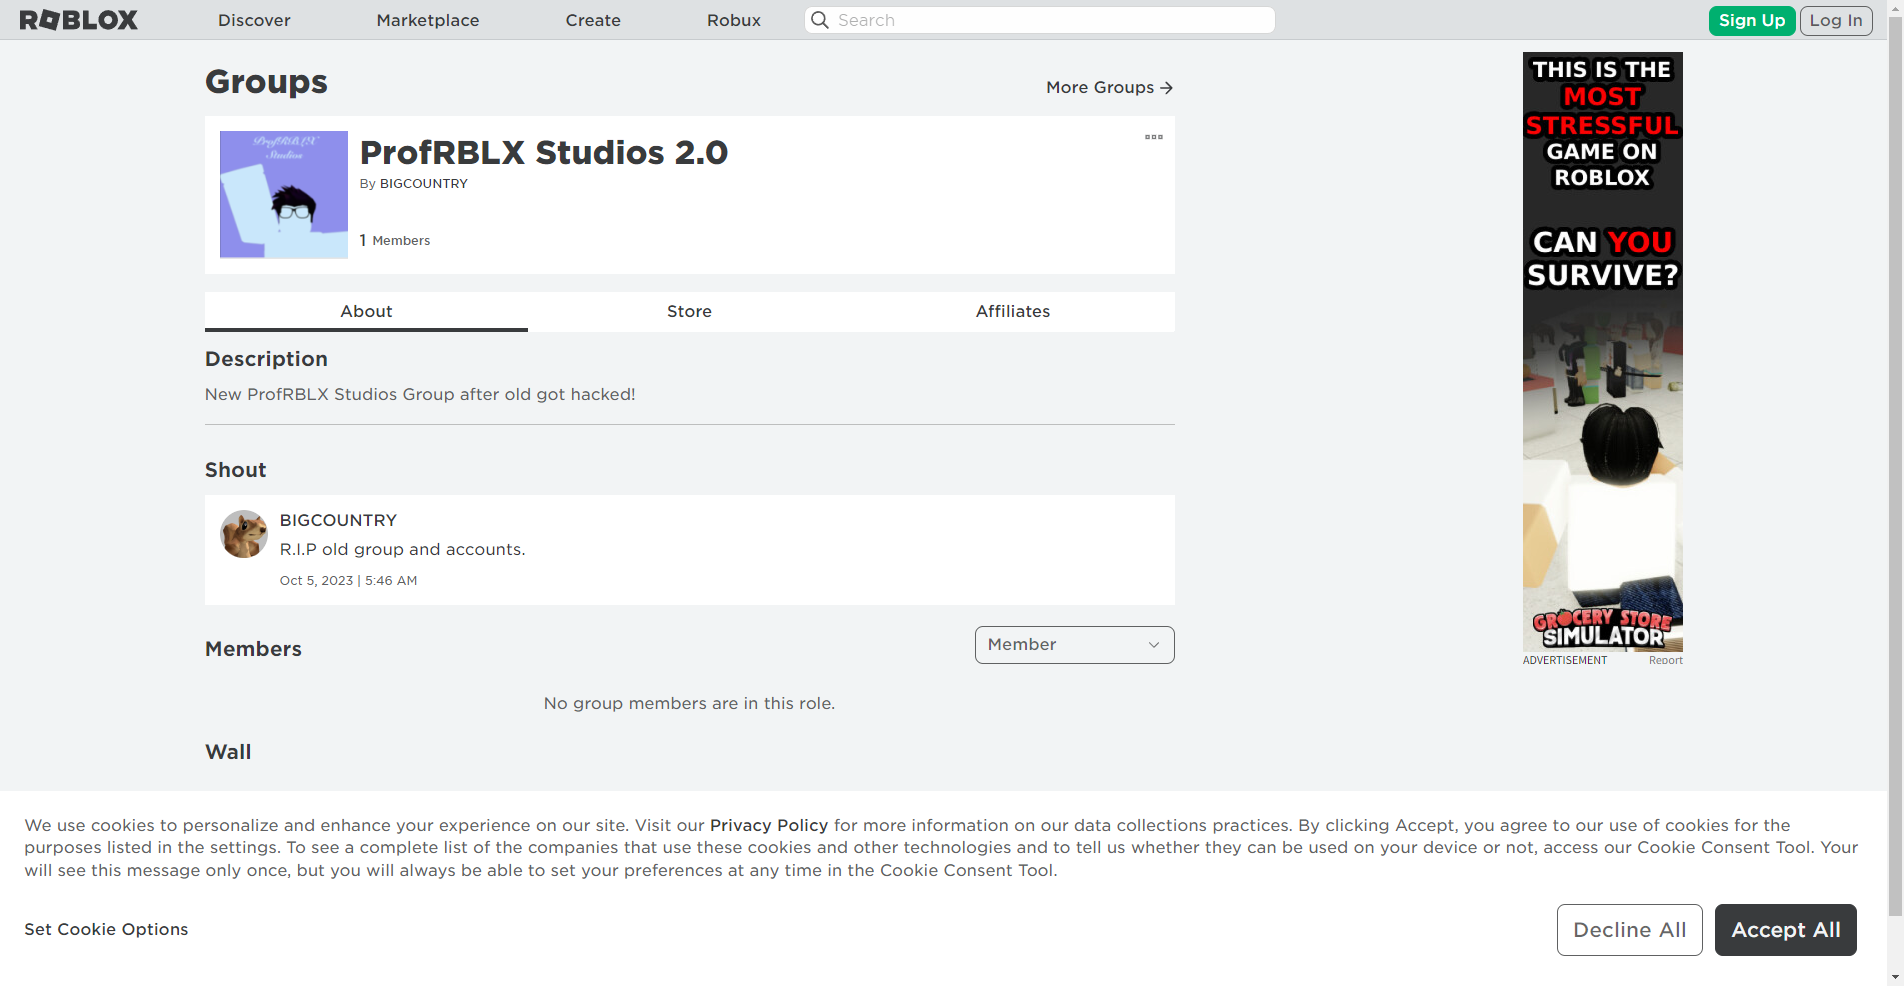 ROBLOX
Discover
Marketplace
Create
Robux
Search
Sign Up
Log In
Groups
More Groups →
ProfRBLX
Studios
ProfRBLX Studios 2.0
By BIGCOUNTRY
1 Members
About
Store
Affiliates
Description
New ProfRBLX Studios Group after old got hacked!
Shout
BIGCOUNTRY
R.I.P old group and accounts.
Oct 5, 2023 | 5:46 AM
Members
Member
No group members are in this role.
Wall
THIS IS THE
MOST
STRESSFUL
GAME ON
ROBLOX
CAN YOU
SURVIVE?
GROCERY STORE
SIMULATOR
ADVERTISEMENT
Report
We use cookies to personalize and enhance your experience on our site. Visit our Privacy Policy for more information on our data collections practices. By clicking Accept, you agree to our use of cookies for the
purposes listed in the settings. To see a complete list of the companies that use these cookies and other technologies and to tell us whether they can be used on your device or not, access our Cookie Consent Tool. Your
will see this message only once, but you will always be able to set your preferences at any time in the Cookie Consent Tool.
Set Cookie Options
Decline All
Accept All